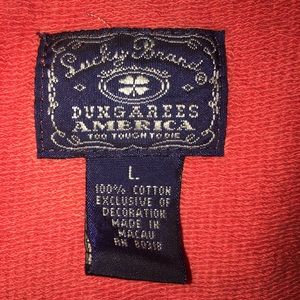 Lucky Brand
®
DUNGAREES
AMERICA
TOO TOUGH TO DIE
L
100% COTTON
EXCLUSIVE OF
DECORATION
MADE IN
MACAU
RN 80318